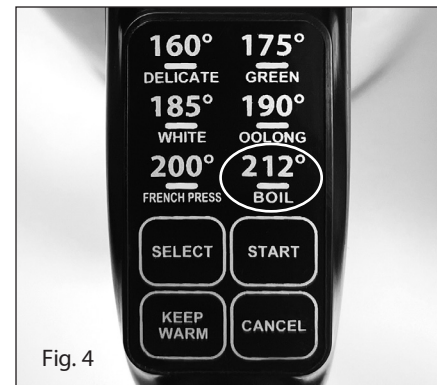 160° 175°
DELICATE GREEN
185° 190°
WHITE OOLONG
200° 212°
FRENCH PRESS BOIL
SELECT START
KEEP
WARM CANCEL
Fig. 4